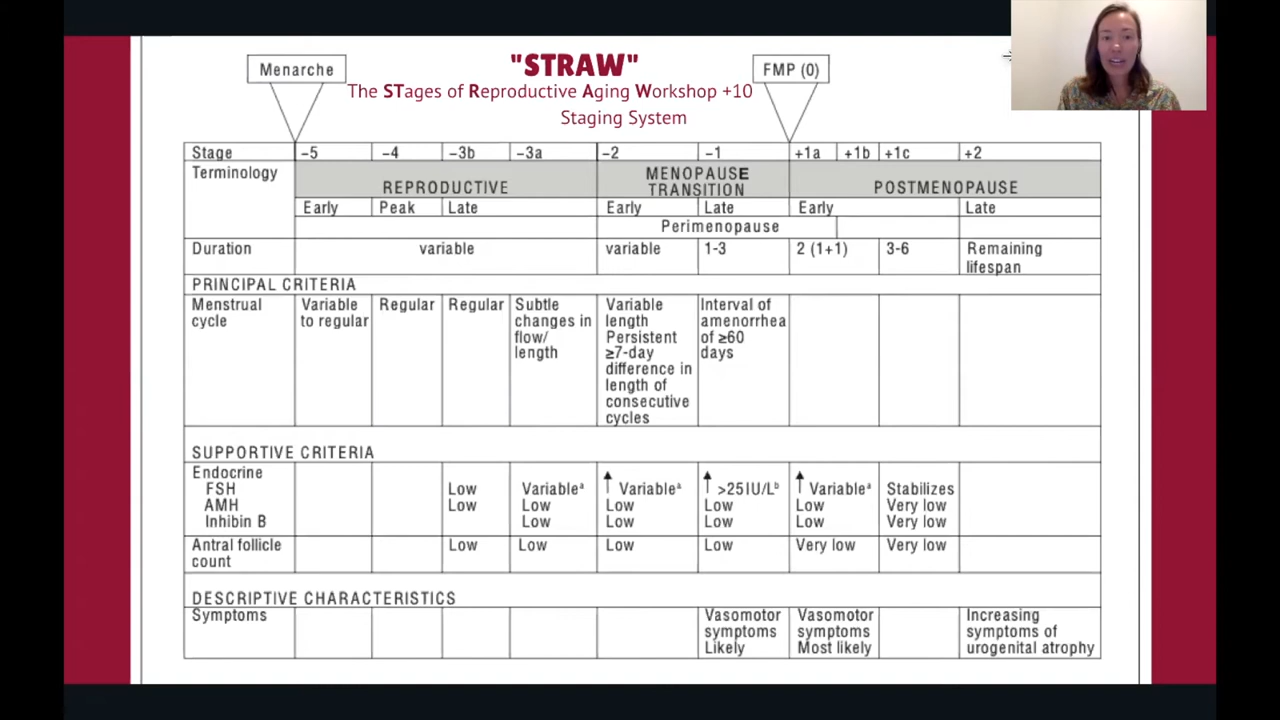 "STRAW"
Menarche
FMP (0)
The STages of Reproductive Aging Workshop +10
Staging System
Stage −5 −4 −3b −3a −2 −1 +1a +1b +1c +2
Terminology REPRODUCTIVE MENOPAUSE TRANSITION POSTMENOPAUSE
Early Peak Late Early Late Early Late
Perimenopause
Duration variable variable 1-3 2 (1+1) 3-6 Remaining lifespan
PRINCIPAL CRITERIA
Menstrual cycle Variable to regular Regular Regular Subtle changes in flow/ length Variable length Persistent ≥7-day difference in length of consecutive cycles Interval of amenorrhea of ≥60 days
SUPPORTIVE CRITERIA
Endocrine
FSH Low Variableᵃ ↑ Variableᵃ ↑ >25IU/Lᵇ ↑ Variableᵃ Stabilizes
AMH Low Low Low Low Low Very low
Inhibin B Low Low Low Low Very low
Antral follicle count Low Low Low Low Very low Very low
DESCRIPTIVE CHARACTERISTICS
Symptoms Vasomotor symptoms Likely Vasomotor symptoms Most likely Increasing symptoms of urogenital atrophy